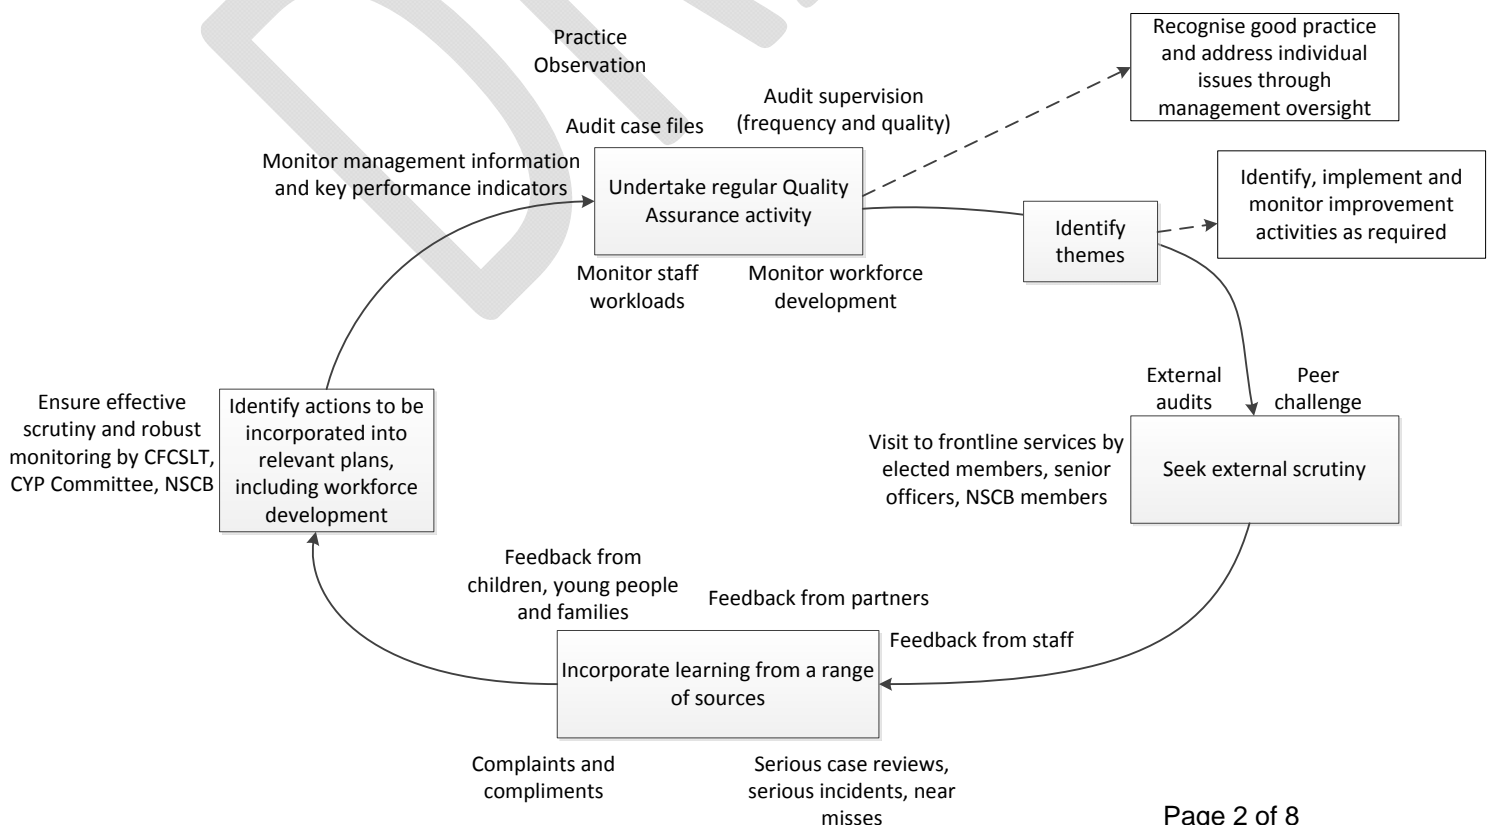 Practice
Observation
Recognise good practice
and address individual
issues through
management oversight
Audit supervision
(frequency and quality)
Audit case files
Monitor management information
and key performance indicators
Undertake regular Quality
Assurance activity
Identify, implement and
monitor improvement
activities as required
Identify
themes
Monitor staff
workloads
Monitor workforce
development
External
audits
Peer
challenge
Ensure effective
scrutiny and robust
monitoring by CFCSLT,
CYP Committee, NSCB
Identify actions to be
incorporated into
relevant plans,
including workforce
development
Visit to frontline services by
elected members, senior
officers, NSCB members
Seek external scrutiny
Feedback from
children, young people
and families
Feedback from partners
Feedback from staff
Incorporate learning from a range
of sources
Complaints and
compliments
Serious case reviews,
serious incidents, near
misses
Page 2 of 8